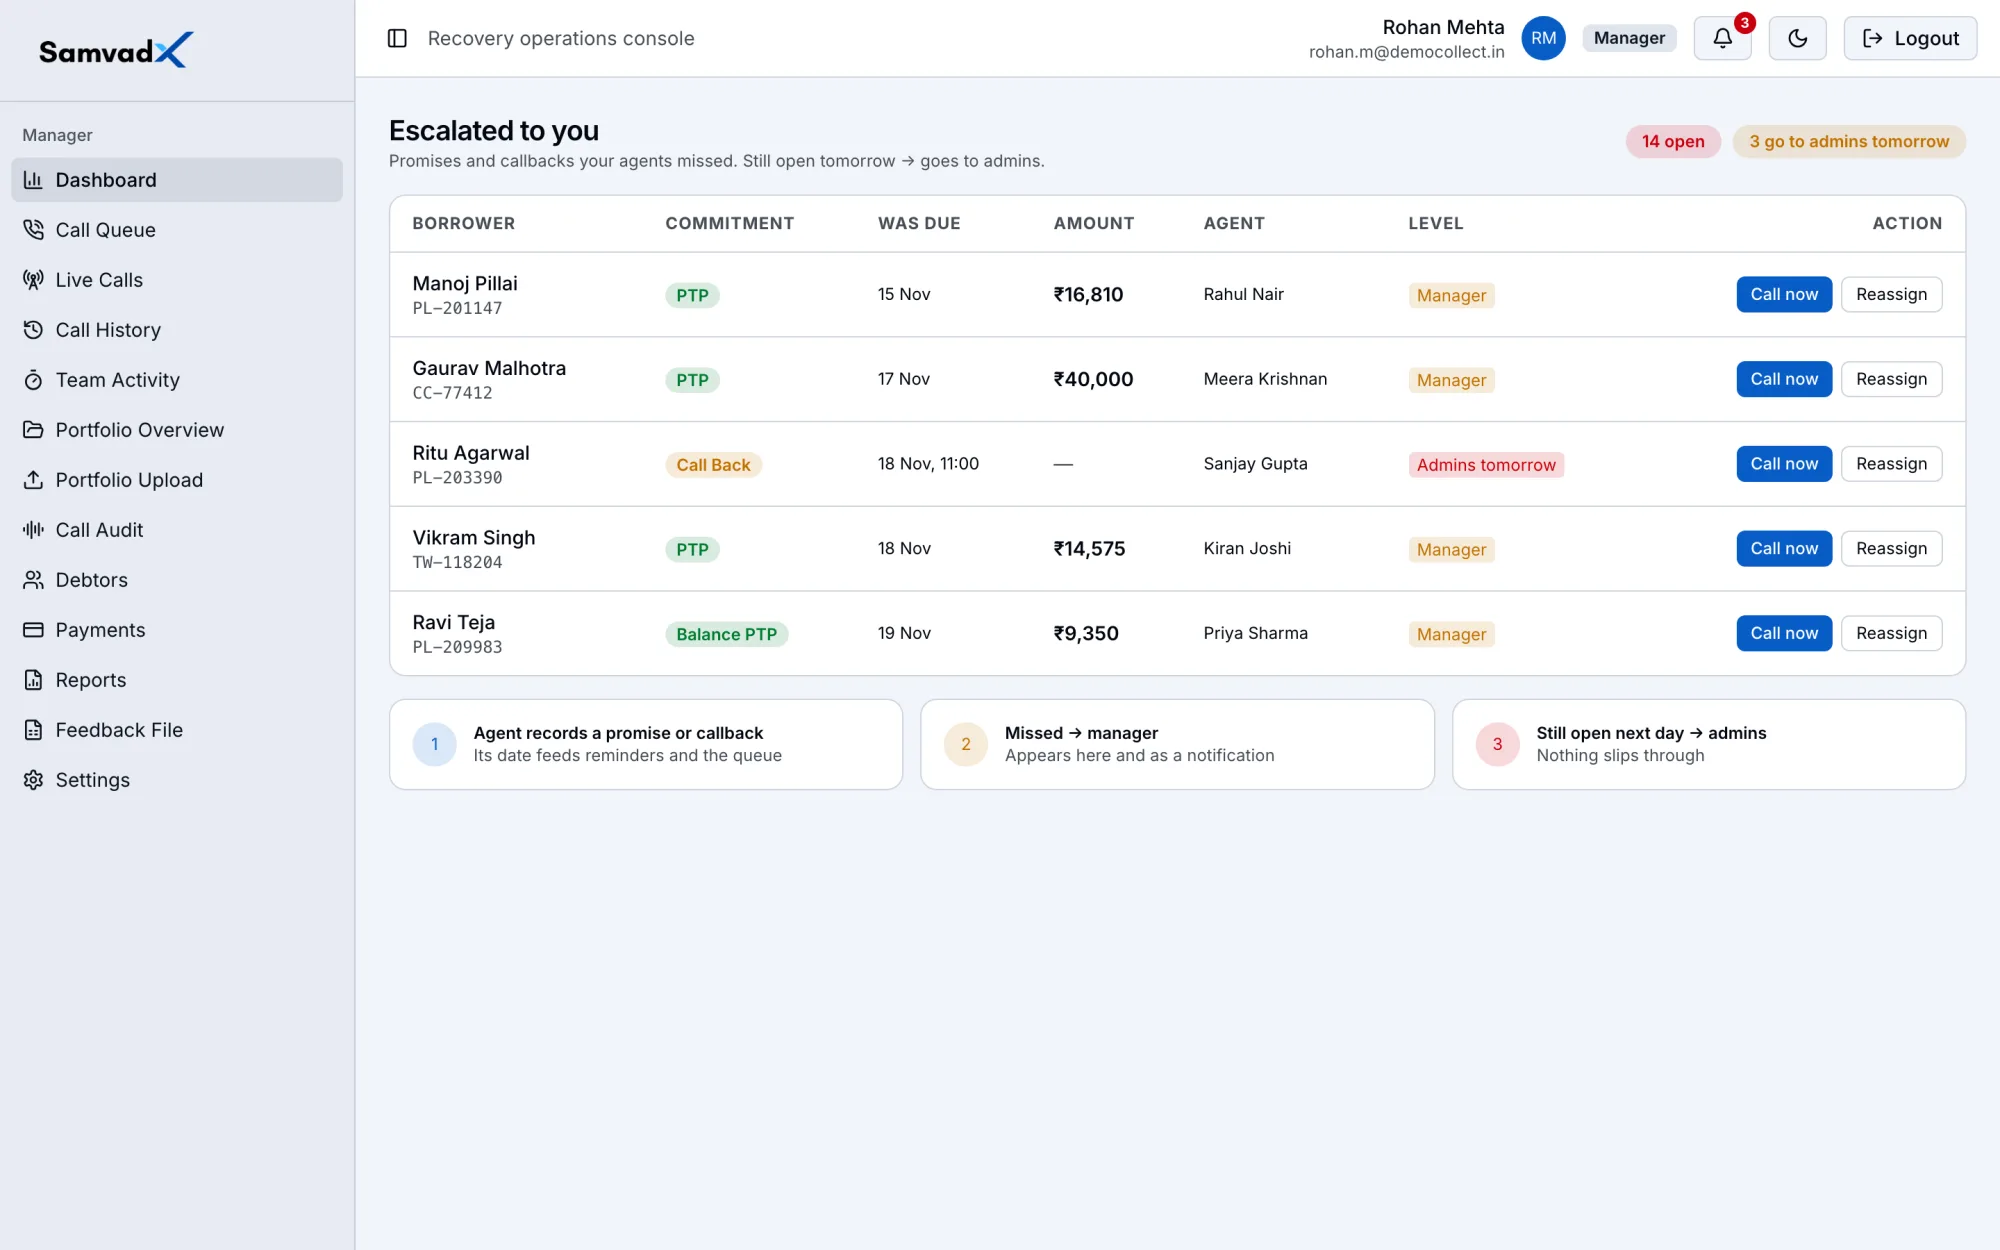 SamvadX
Recovery operations console
Rohan Mehta
rohan.m@democollect.in
RM
Manager
3
Logout
Manager
Dashboard
Call Queue
Live Calls
Call History
Team Activity
Portfolio Overview
Portfolio Upload
Call Audit
Debtors
Payments
Reports
Feedback File
Settings
Escalated to you
Promises and callbacks your agents missed. Still open tomorrow → goes to admins.
14 open
3 go to admins tomorrow
BORROWER COMMITMENT WAS DUE AMOUNT AGENT LEVEL ACTION
Manoj Pillai
PL-201147
PTP 15 Nov ₹16,810 Rahul Nair Manager Call now Reassign
Gaurav Malhotra
CC-77412
PTP 17 Nov ₹40,000 Meera Krishnan Manager Call now Reassign
Ritu Agarwal
PL-203390
Call Back 18 Nov, 11:00 — Sanjay Gupta Admins tomorrow Call now Reassign
Vikram Singh
TW-118204
PTP 18 Nov ₹14,575 Kiran Joshi Manager Call now Reassign
Ravi Teja
PL-209983
Balance PTP 19 Nov ₹9,350 Priya Sharma Manager Call now Reassign
1
Agent records a promise or callback
Its date feeds reminders and the queue
2
Missed → manager
Appears here and as a notification
3
Still open next day → admins
Nothing slips through